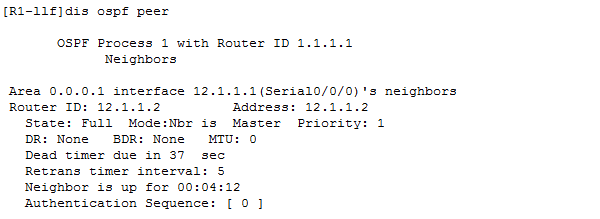 [R1-llf]dis ospf peer
OSPF Process 1 with Router ID 1.1.1.1
Neighbors
Area 0.0.0.1 interface 12.1.1.1(Serial0/0/0)'s neighbors
Router ID: 12.1.1.2 Address: 12.1.1.2
State: Full Mode:Nbr is Master Priority: 1
DR: None BDR: None MTU: 0
Dead timer due in 37 sec
Retrans timer interval: 5
Neighbor is up for 00:04:12
Authentication Sequence: [ 0 ]